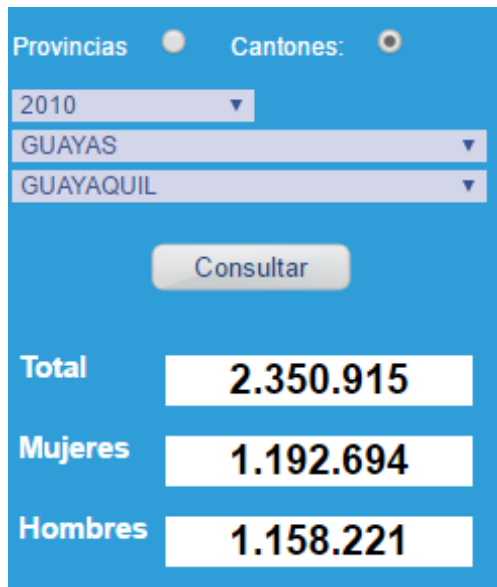 Provincias Cantones:
2010
GUAYAS
GUAYAQUIL
Consultar
Total 2.350.915
Mujeres 1.192.694
Hombres 1.158.221